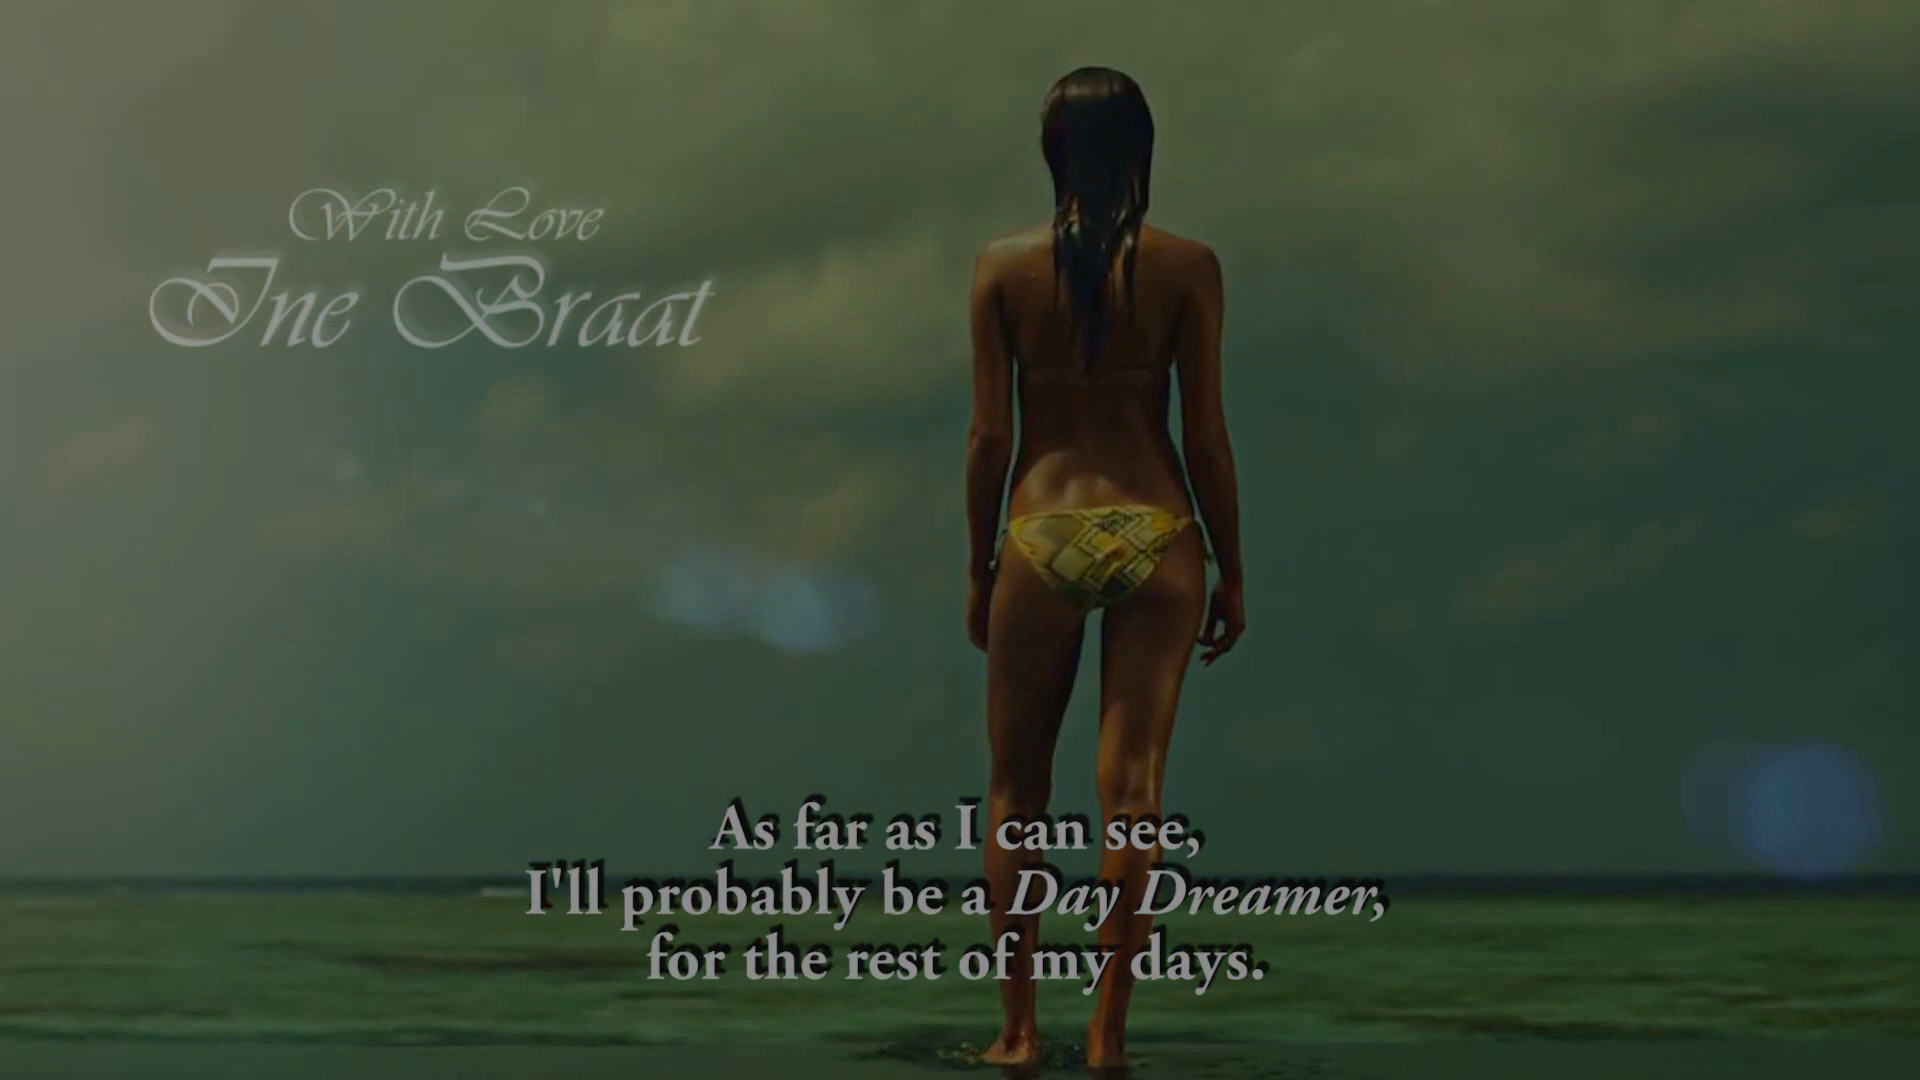 With Love
Ine Braat
As far as I can see,
I'll probably be a Day Dreamer,
for the rest of my days.